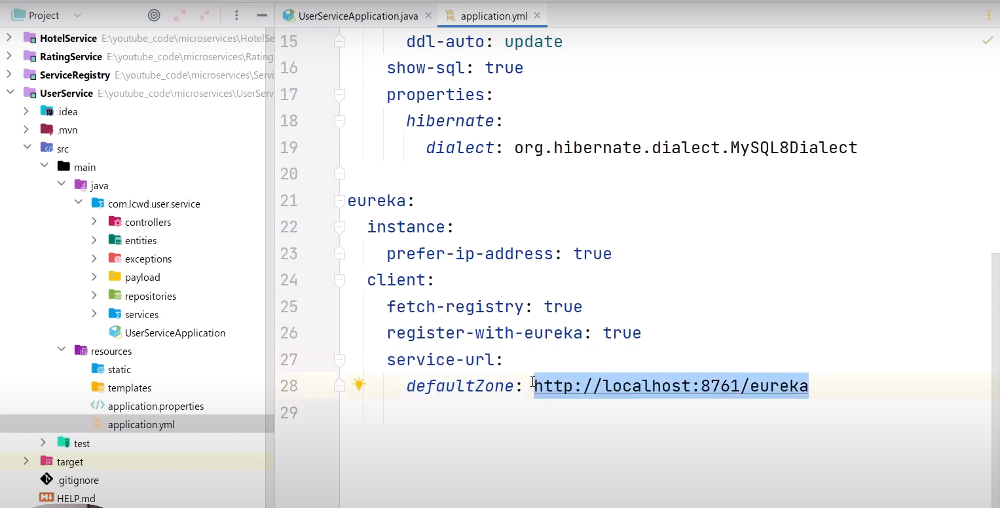 Project
UserServiceApplication.java
application.yml
HotelService E:\youtube_code\microservices\HotelSe
RatingService E:\youtube_code\microservices\Rating
ServiceRegistry E:\youtube_code\microservices\Servi
UserService E:\youtube_code\microservices\UserServ
.idea
.mvn
src
main
java
com.lcwd.user.service
controllers
entities
exceptions
payload
repositories
services
UserServiceApplication
resources
static
templates
application.properties
application.yml
test
target
.gitignore
HELP.md
15 ddl-auto: update
16 show-sql: true
17 properties:
18 hibernate:
19 dialect: org.hibernate.dialect.MySQL8Dialect
20
21 eureka:
22 instance:
23 prefer-ip-address: true
24 client:
25 fetch-registry: true
26 register-with-eureka: true
27 service-url:
28 defaultZone: http://localhost:8761/eureka
29